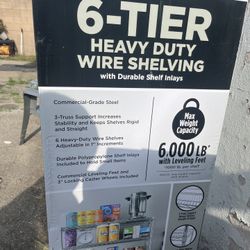 6-TIER
HEAVY DUTY
WIRE SHELVING
with Durable Shelf Inlays
Commercial-Grade Steel
3-Truss Support Increases
Stability and Keeps Shelves Rigid
and Straight
6 Heavy-Duty Wire Shelves
Adjustable in 1" Increments
Durable Polypropylene Shelf Inlays
Included to Hold Small Items
Commercial Leveling Feet and
3" Locking Caster Wheels Included
Max
Weight
Capacity
6,000 LB*
with Leveling Feet